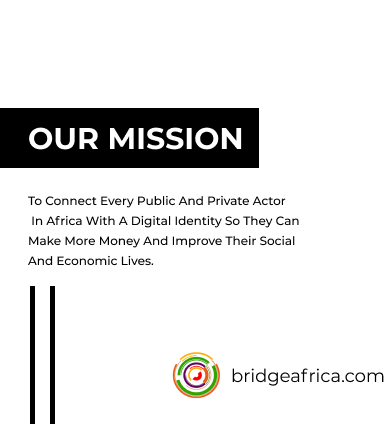 OUR MISSION
To Connect Every Public And Private Actor
In Africa With A Digital Identity So They Can
Make More Money And Improve Their Social
And Economic Lives.
bridgeafrica.com